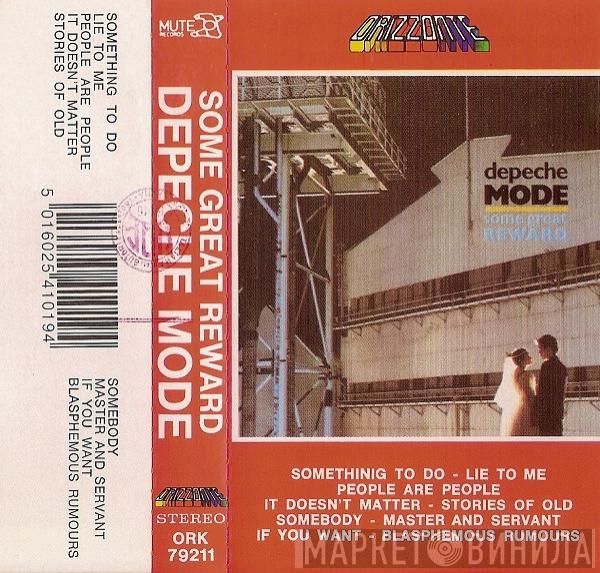 SOMETHING TO DO
LIE TO ME
PEOPLE ARE PEOPLE
IT DOESN'T MATTER
STORIES OF OLD
5 016025 410194
SOMEBODY
MASTER AND SERVANT
IF YOU WANT
BLASPHEMOUS RUMOURS
MUTE
RECORDS
SOME GREAT REWARD
DEPECHE MODE
ORIZZONTE
STEREO
ORK
79211
ORIZZONTE
depeche
MODE
some great
REWARD
SOMETHINIG TO DO - LIE TO ME
PEOPLE ARE PEOPLE
IT DOESN'T MATTER - STORIES OF OLD
SOMEBODY - MASTER AND SERVANT
IF YOU WANT - BLASPHEMOUS RUMOURS
МАРКЕТ ВИНИЛА